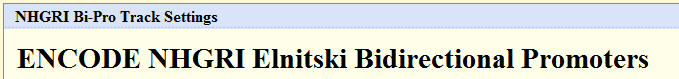 NHGRI Bi-Pro Track Settings
ENCODE NHGRI Elnitski Bidirectional Promoters